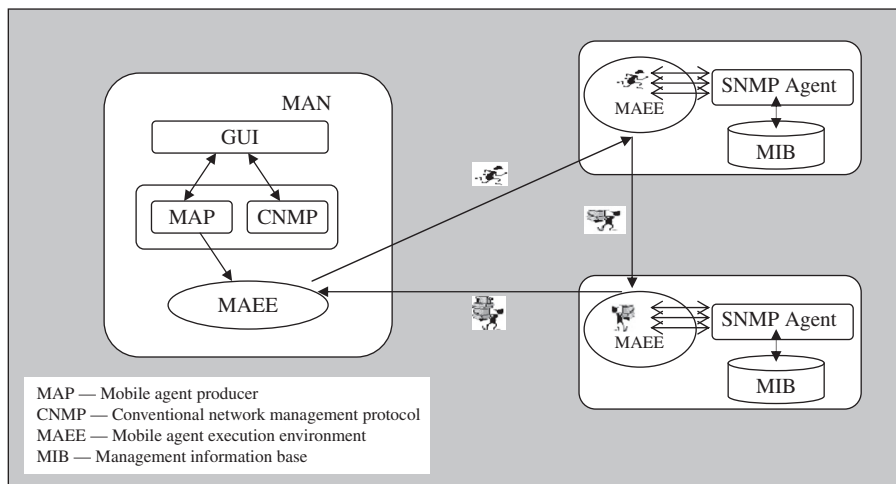 MAN
GUI
MAP
CNMP
MAEE
MAEE
SNMP Agent
MIB
MAEE
SNMP Agent
MIB
MAP — Mobile agent producer
CNMP — Conventional network management protocol
MAEE — Mobile agent execution environment
MIB — Management information base